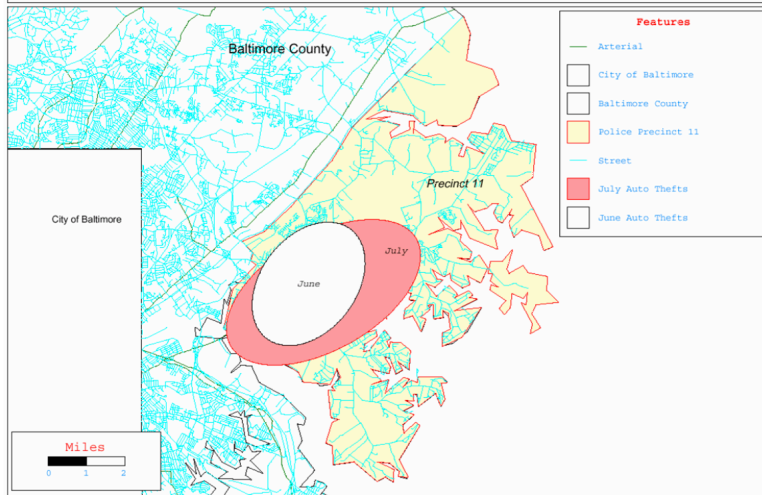 Baltimore County
Features
Arterial
City of Baltimore
Baltimore County
Police Precinct 11
Street
July Auto Thefts
June Auto Thefts
Precinct 11
City of Baltimore
July
June
Miles
0 1 2